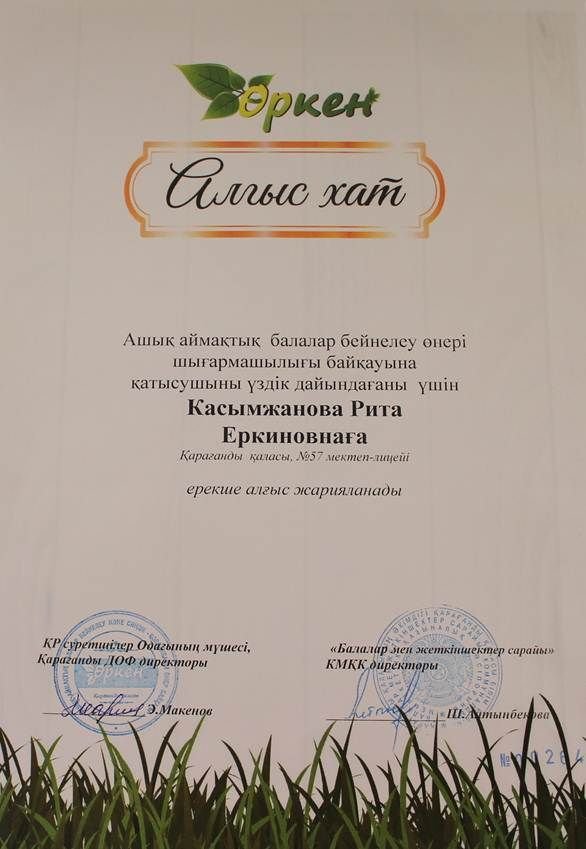 Өркен
Алғыс хат
Ашық аймақтық балалар бейнелеу өнері
шығармашылығы байқауына
қатысушыны үздік дайындағаны үшін
Касымжанова Рита
Еркиновнаға
Қарағанды қаласы, №57 мектеп-лицейі
ерекше алғыс жарияланады
ҚР суретшілер Одағының мүшесі,
Қарағанды ДОФ директоры
Э.Макенов
«Балалар мен жеткіншектер сарайы»
КМҚК директоры
Ш.Алтынбекова
№